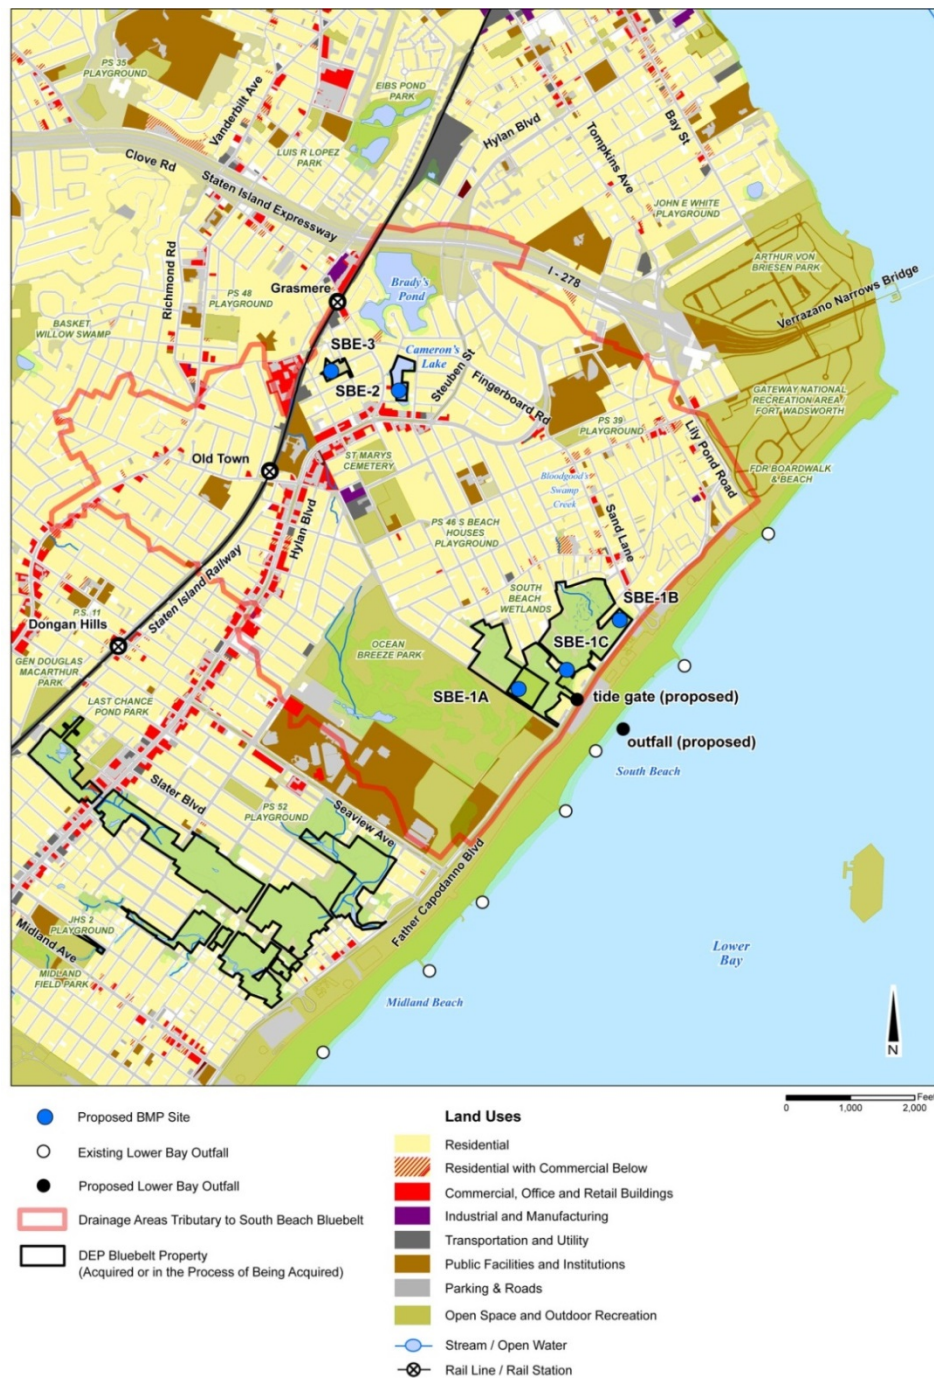 PS 35
PLAYGROUND
Vanderbilt Ave
EIBS POND
PARK
Hylan Blvd
Tompkins Ave
Bay St
Clove Rd
LUIS R LOPEZ
PARK
Staten Island Expressway
JOHN E WHITE
PLAYGROUND
Richmond Rd
I - 278
ARTHUR VON
BRIESEN PARK
Verrazano Narrows Bridge
Grasmere
Brady's
Pond
PS 48
PLAYGROUND
BASKET
WILLOW SWAMP
SBE-3
Cameron's
Lake
SBE-2
Steuben St
Fingerboard Rd
GATEWAY NATIONAL
RECREATION AREA,
FORT WADSWORTH
PS 39
PLAYGROUND
Lily Pond Road
Old Town
ST MARYS
CEMETERY
FDR BOARDWALK
& BEACH
Bloodgood's
Swamp
Creek
Hylan Blvd
PS 46 S BEACH
HOUSES
PLAYGROUND
Sand Lane
Staten Island Railway
SOUTH
BEACH
WETLANDS
SBE-1B
P.S. 11
Dongan Hills
OCEAN
BREEZE PARK
SBE-1C
GEN DOUGLAS
MACARTHUR
PARK
SBE-1A
tide gate (proposed)
LAST CHANCE
POND PARK
outfall (proposed)
South Beach
Slater Blvd
PS 52
PLAYGROUND
Seaview Ave
Father Capodanno Blvd
JHS 2
PLAYGROUND
Midland Ave
MIDLAND
FIELD PARK
Lower
Bay
Midland Beach
N
Feet
0 1,000 2,000
Proposed BMP Site
Existing Lower Bay Outfall
Proposed Lower Bay Outfall
Drainage Areas Tributary to South Beach Bluebelt
DEP Bluebelt Property
(Acquired or in the Process of Being Acquired)
Land Uses
Residential
Residential with Commercial Below
Commercial, Office and Retail Buildings
Industrial and Manufacturing
Transportation and Utility
Public Facilities and Institutions
Parking & Roads
Open Space and Outdoor Recreation
Stream / Open Water
Rail Line / Rail Station